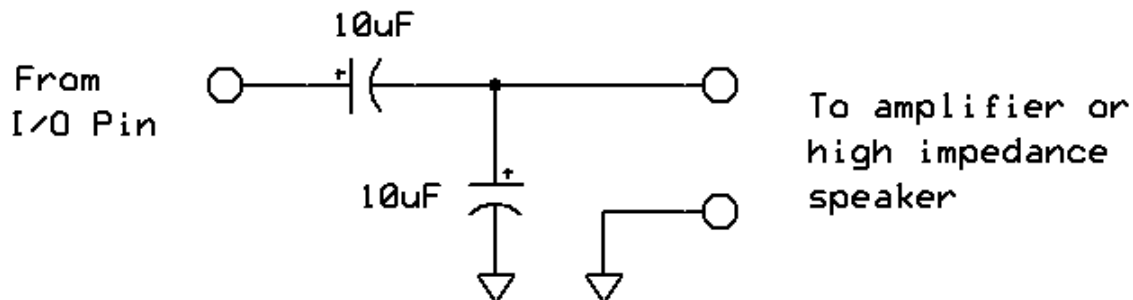 10uF
From
I/O Pin
10uF
To amplifier or
high impedance
speaker